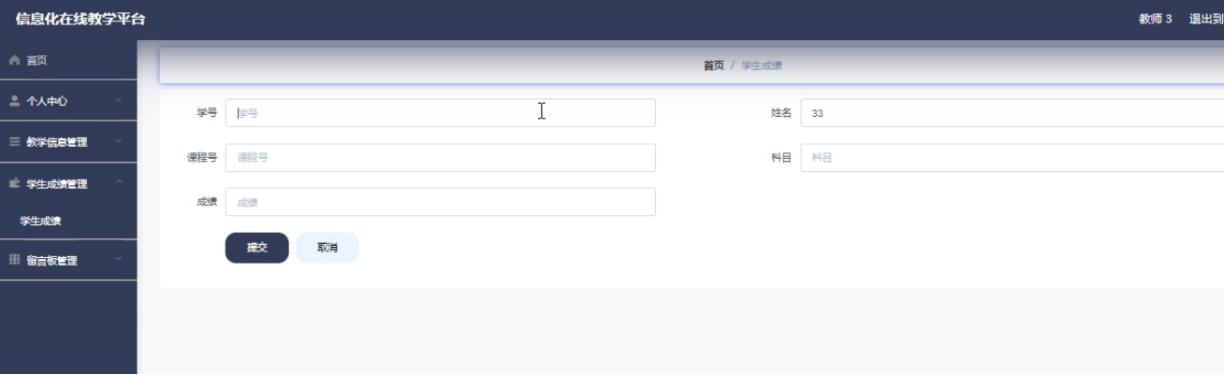 信息化在线教学平台
教师 3 退出到
首页
首页 / 学生成绩
个人中心
学号 学号 姓名 33
教学信息管理
课程号 课程号 科目 科目
学生成绩管理
成绩 成绩
学生成绩
提交 取消
留言板管理